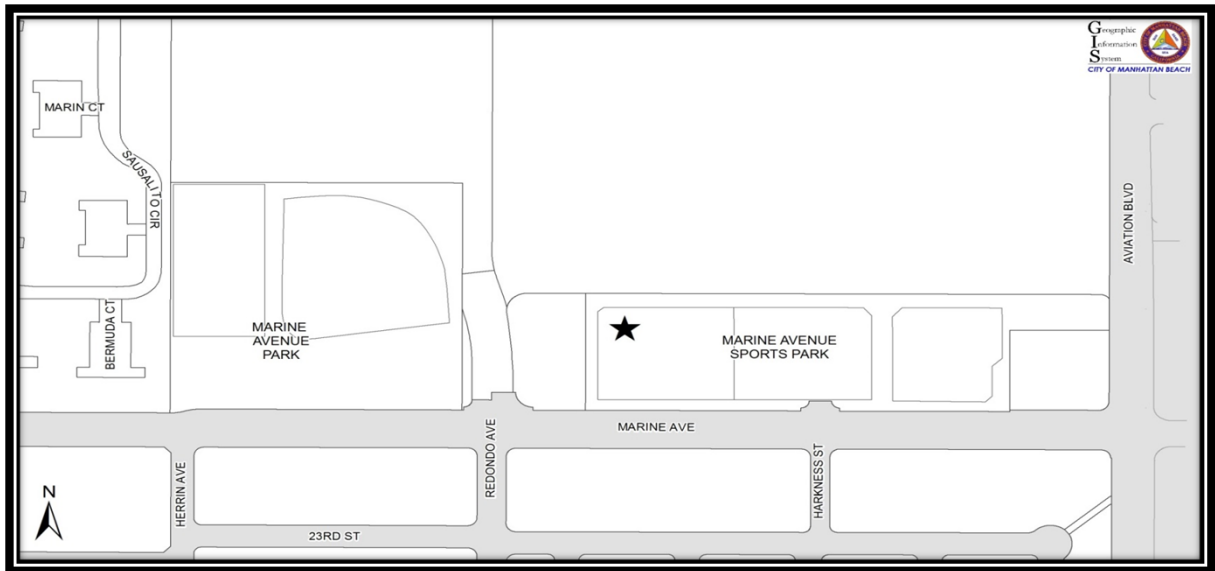 Geographic
Information
System
CITY OF MANHATTAN BEACH
MARIN CT
SAUSALITO CIR
AVIATION BLVD
BERMUDA CT
MARINE
AVENUE
PARK
MARINE AVENUE
SPORTS PARK
MARINE AVE
HERRIN AVE
REDONDO AVE
HARKNESS ST
N
23RD ST